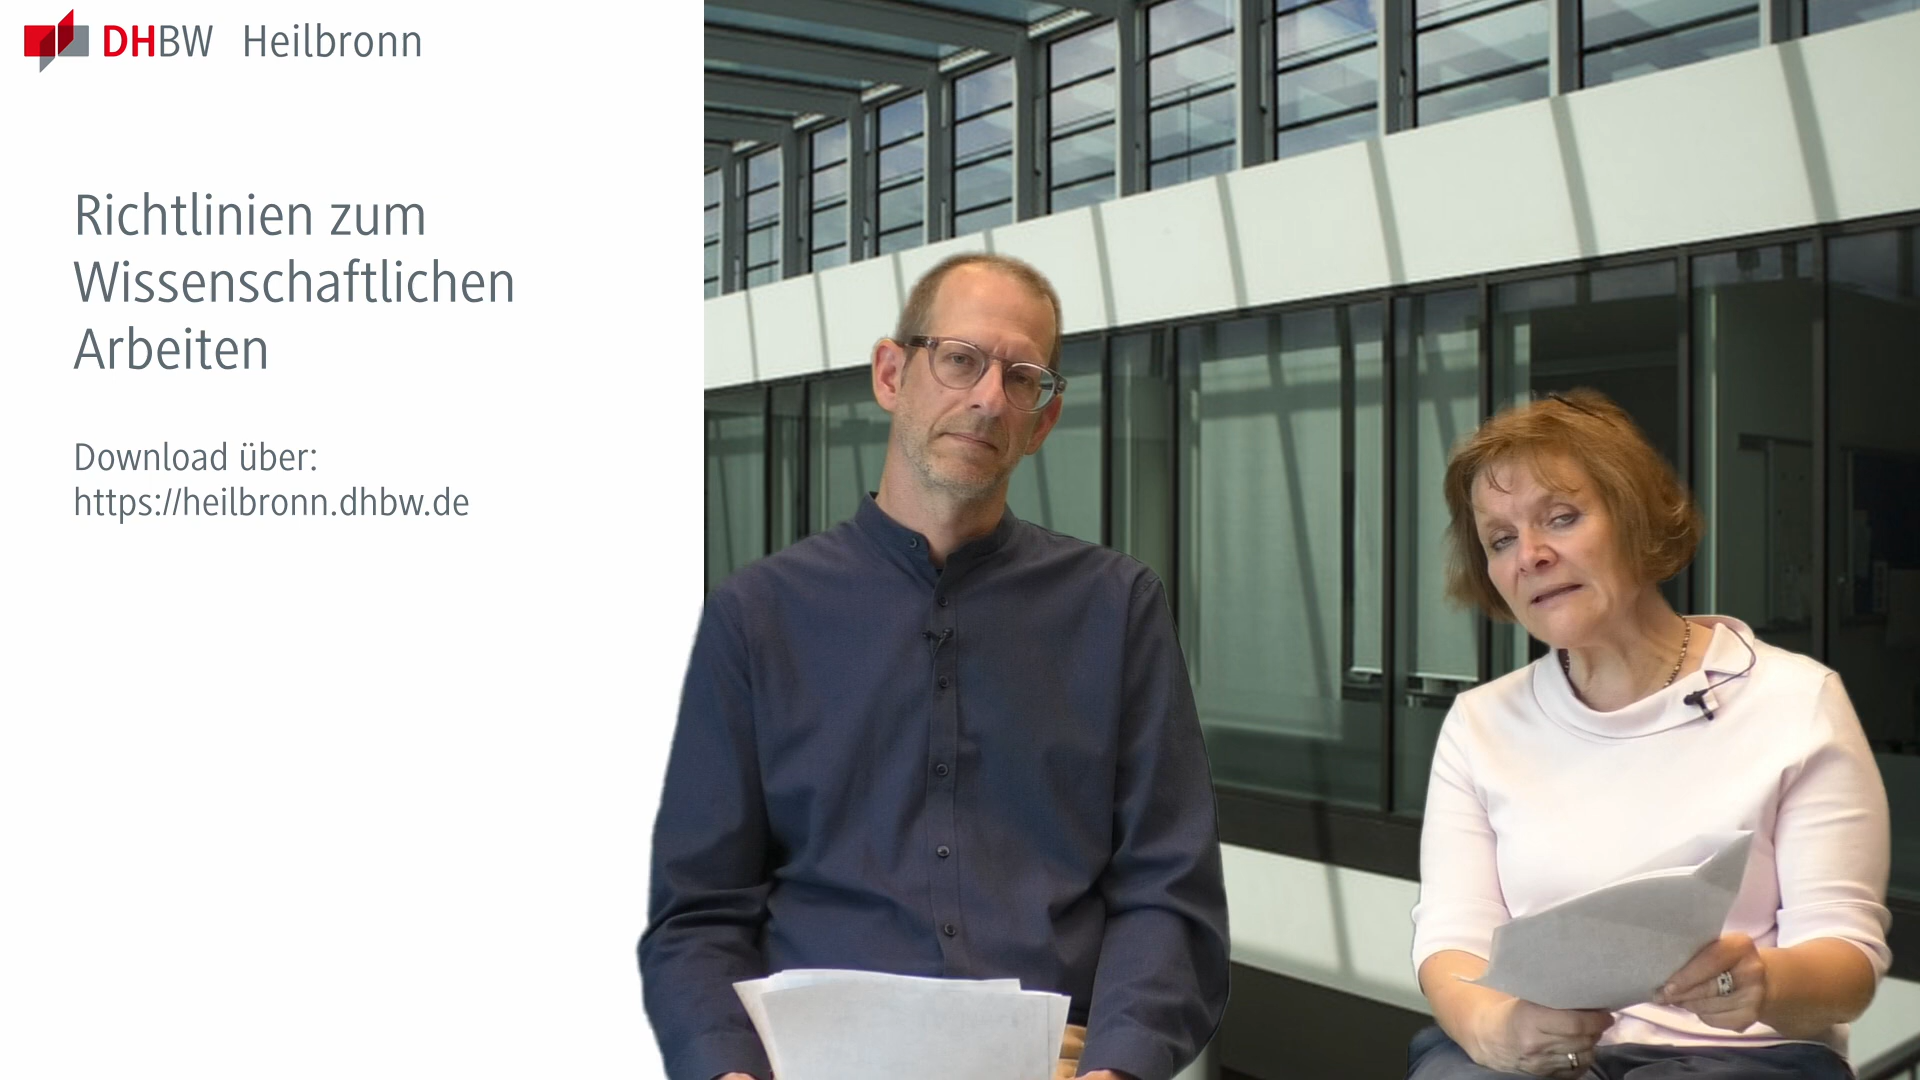 DHBW Heilbronn
Richtlinien zum
Wissenschaftlichen
Arbeiten
Download über:
https://heilbronn.dhbw.de